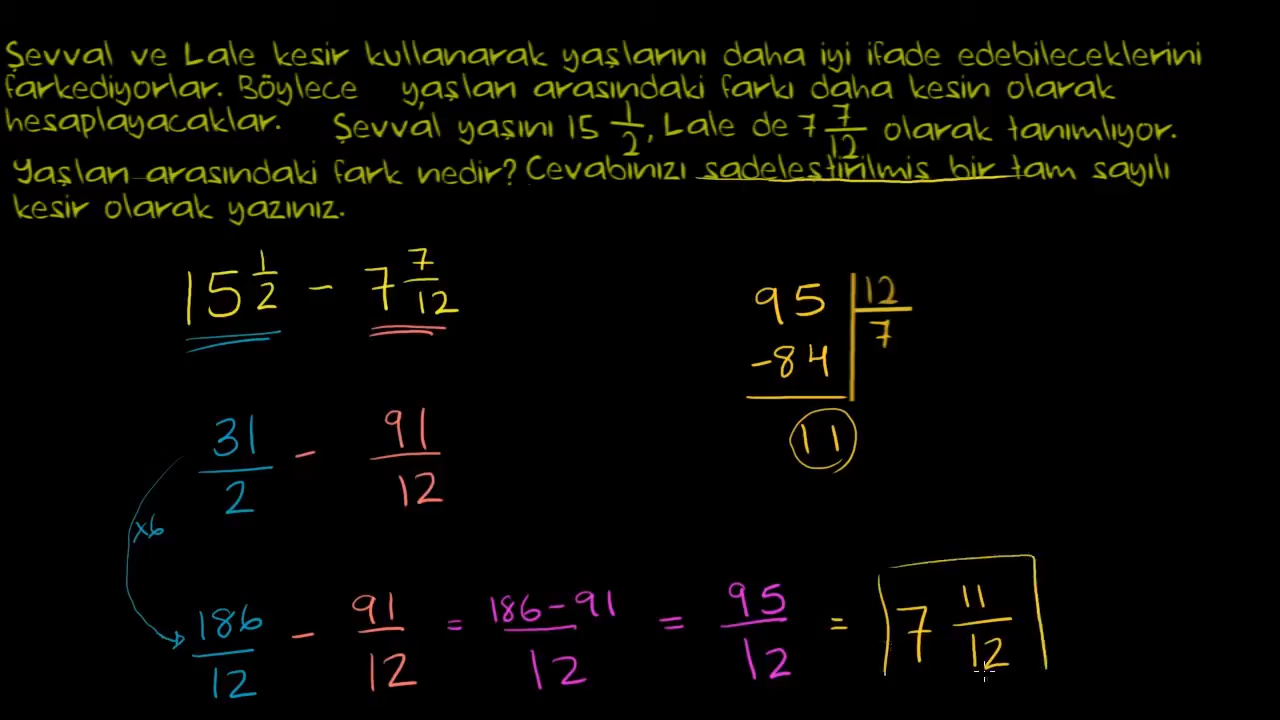 Şevval ve Lale kesir kullanarak yaşlarını daha iyi ifade edebileceklerini
farkediyorlar. Böylece yaşları arasındaki farkı daha kesin olarak
hesaplayacaklar. Şevval yaşını 15 1/2, Lale de 7 7/12 olarak tanımlıyor.
Yaşları arasındaki fark nedir? Cevabınızı sadeleştirilmiş bir tam sayılı
kesir olarak yazınız.
15 1/2 - 7 7/12
95 | 12
-84 | 7
11
31/2 - 91/12
x6
186/12 - 91/12 = 186-91/12 = 95/12 = 7 11/12